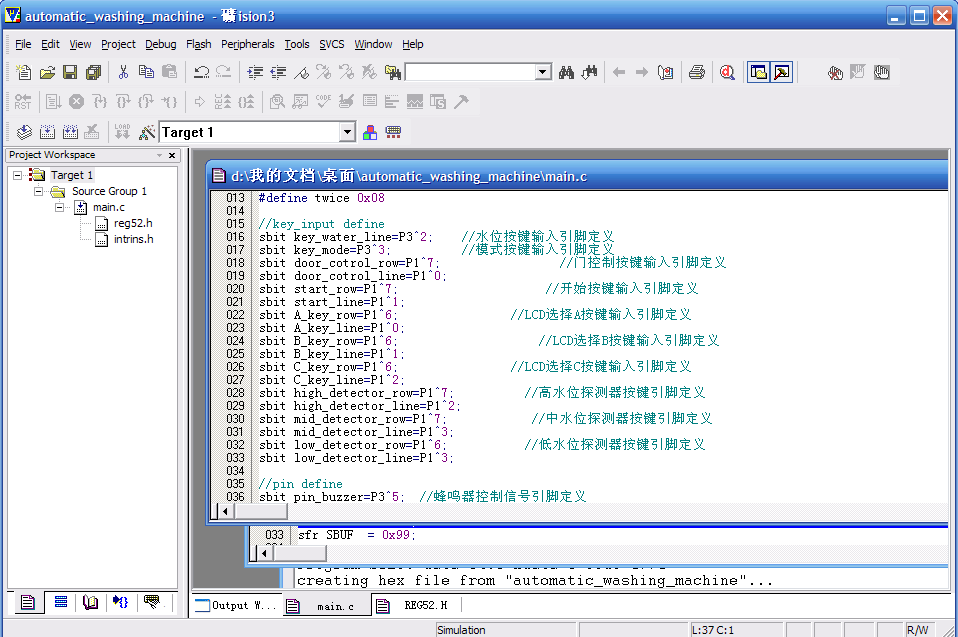 automatic_washing_machine - 礦ision3
File Edit View Project Debug Flash Peripherals Tools SVCS Window Help
RST
CODE
LOAD
Target 1
Project Workspace
Target 1
Source Group 1
main.c
reg52.h
intrins.h
d:\我的文档\桌面\automatic_washing_machine\main.c
013 #define twice 0x08
014
015 //key_input define
016 sbit key_water_line=P3^2; //水位按键输入引脚定义
017 sbit key_mode=P3^3; //模式按键输入引脚定义
018 sbit door_cotrol_row=P1^7; //门控制按键输入引脚定义
019 sbit door_cotrol_line=P1^0;
020 sbit start_row=P1^7; //开始按键输入引脚定义
021 sbit start_line=P1^1;
022 sbit A_key_row=P1^6; //LCD选择A按键输入引脚定义
023 sbit A_key_line=P1^0;
024 sbit B_key_row=P1^6; //LCD选择B按键输入引脚定义
025 sbit B_key_line=P1^1;
026 sbit C_key_row=P1^6; //LCD选择C按键输入引脚定义
027 sbit C_key_line=P1^2;
028 sbit high_detector_row=P1^7; //高水位探测器按键引脚定义
029 sbit high_detector_line=P1^2;
030 sbit mid_detector_row=P1^7; //中水位探测器按键引脚定义
031 sbit mid_detector_line=P1^3;
032 sbit low_detector_row=P1^6; //低水位探测器按键引脚定义
033 sbit low_detector_line=P1^3;
034
035 //pin define
036 sbit pin_buzzer=P3^5; //蜂鸣器控制信号引脚定义
033 sfr SBUF = 0x99;
creating hex file from "automatic_washing_machine"...
Output W... main.c REG52.H
Simulation L:37 C:1 R/W